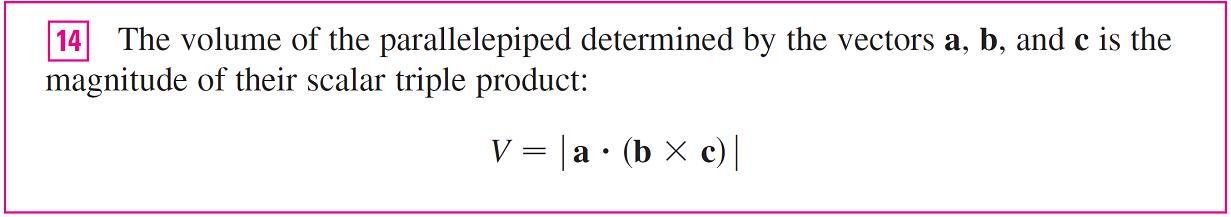 14 The volume of the parallelepiped determined by the vectors a, b, and c is the
magnitude of their scalar triple product:
V = |a · (b × c)|